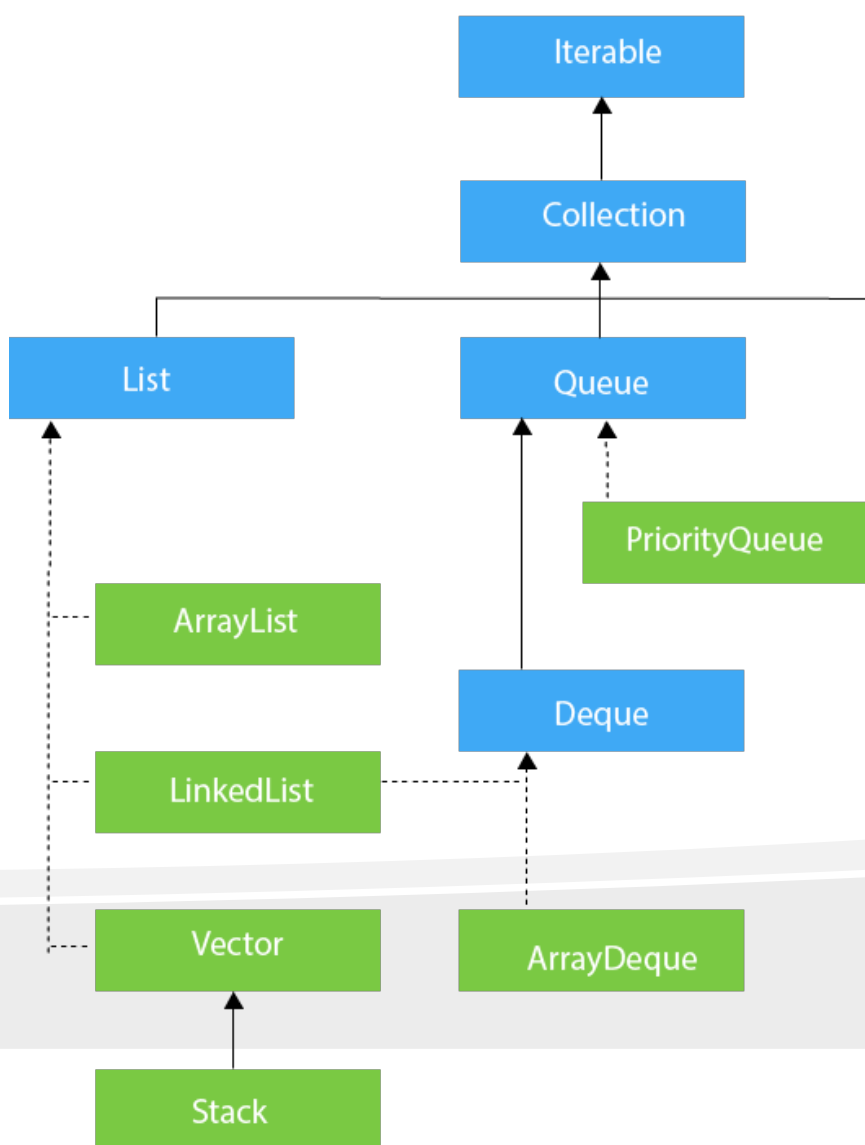 Iterable
Collection
List
Queue
PriorityQueue
ArrayList
Deque
LinkedList
Vector
ArrayDeque
Stack